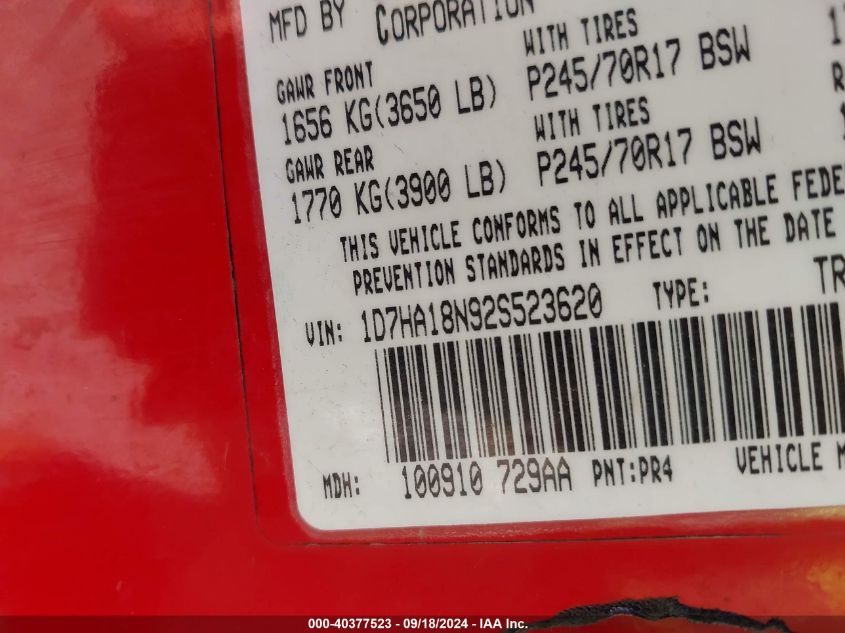 MFD BY CORPORATION
GAWR FRONT WITH TIRES
1656 KG(3650 LB) P245/70R17 BSW
GAWR REAR WITH TIRES
1770 KG(3900 LB) P245/70R17 BSW
THIS VEHICLE CONFORMS TO ALL APPLICABLE FEDE
PREVENTION STANDARDS IN EFFECT ON THE DATE
VIN: 1D7HA18N92S523620 TYPE: TR
MDH: 100910 729AA PNT:PR4 VEHICLE M
000-40377523 - 09/18/2024 - IAA Inc.